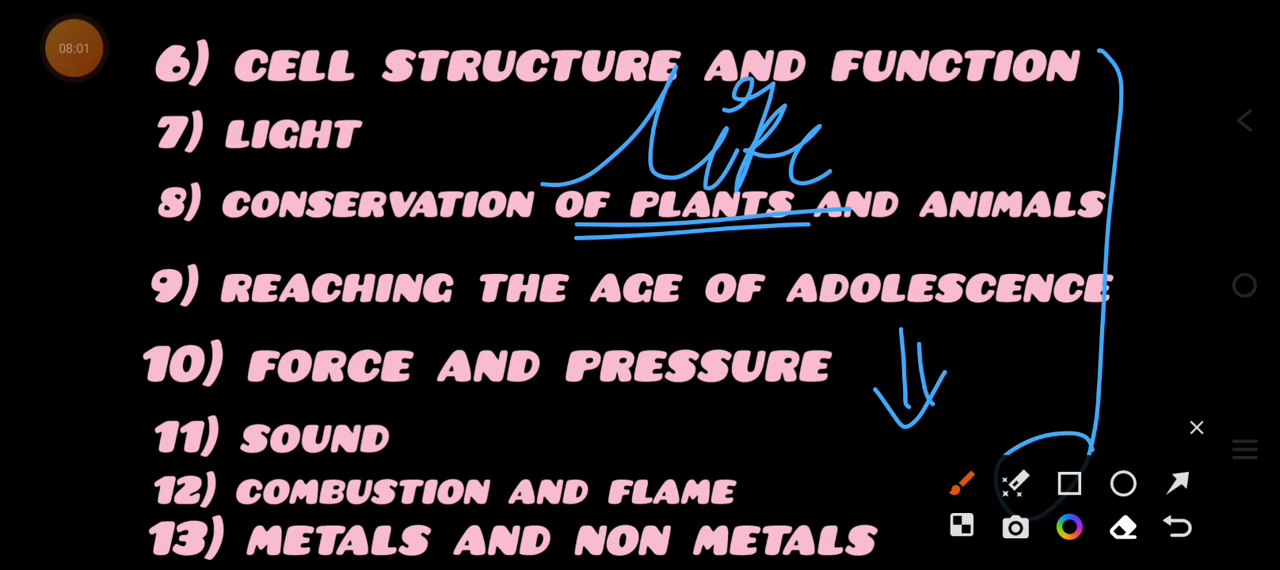 08:01
6) CELL STRUCTURE AND FUNCTION
like
7) LIGHT
8) CONSERVATION OF PLANTS AND ANIMALS
9) REACHING THE AGE OF ADOLESCENCE
10) FORCE AND PRESSURE
11) SOUND
12) COMBUSTION AND FLAME
13) METALS AND NON METALS